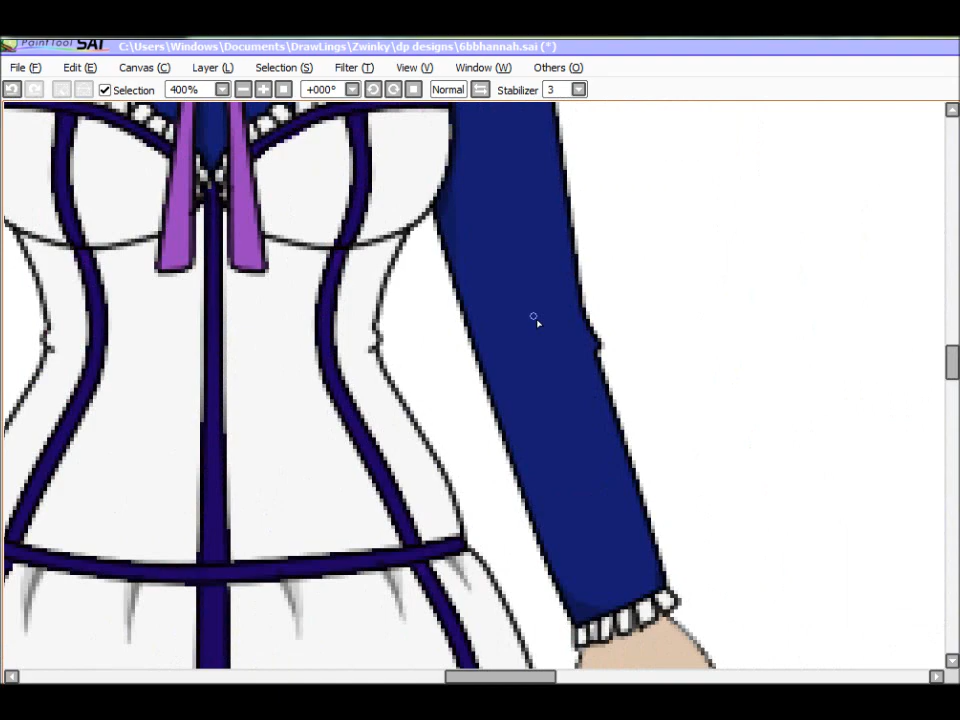 PaintTool SAI C:\Users\Windows\Documents\DrawLings\Zwinky\dp designs\6bbhannah.sai (*)
File (F) Edit (E) Canvas (C) Layer (L) Selection (S) Filter (T) View (V) Window (W) Others (O)
Selection 400% +000° Normal Stabilizer 3